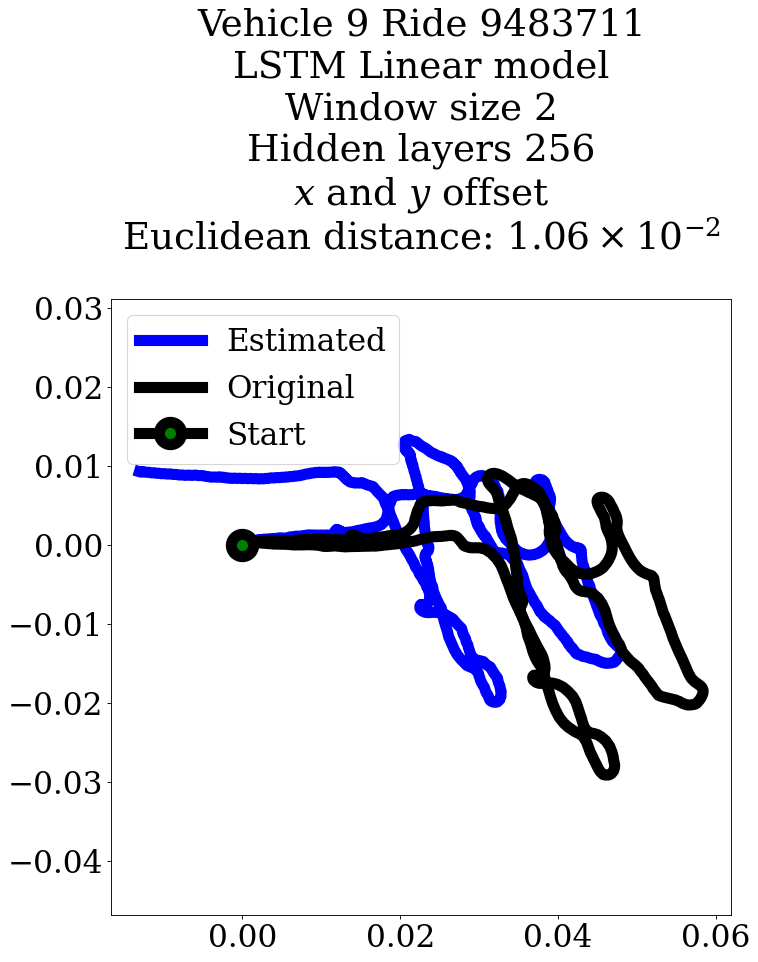 Vehicle 9 Ride 9483711
LSTM Linear model
Window size 2
Hidden layers 256
x and y offset
Euclidean distance: 1.06 × 10⁻²
0.03
0.02
0.01
0.00
−0.01
−0.02
−0.03
−0.04
Estimated
Original
Start
0.00 0.02 0.04 0.06